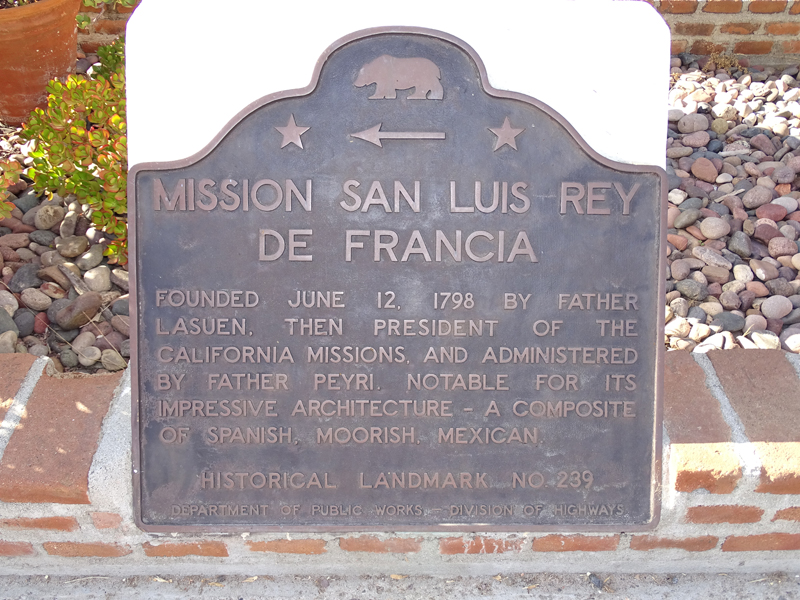 MISSION SAN LUIS REY
DE FRANCIA
FOUNDED JUNE 12, 1798 BY FATHER
LASUEN, THEN PRESIDENT OF THE
CALIFORNIA MISSIONS, AND ADMINISTERED
BY FATHER PEYRI. NOTABLE FOR ITS
IMPRESSIVE ARCHITECTURE - A COMPOSITE
OF SPANISH, MOORISH, MEXICAN.
HISTORICAL LANDMARK NO. 239
DEPARTMENT OF PUBLIC WORKS - DIVISION OF HIGHWAYS